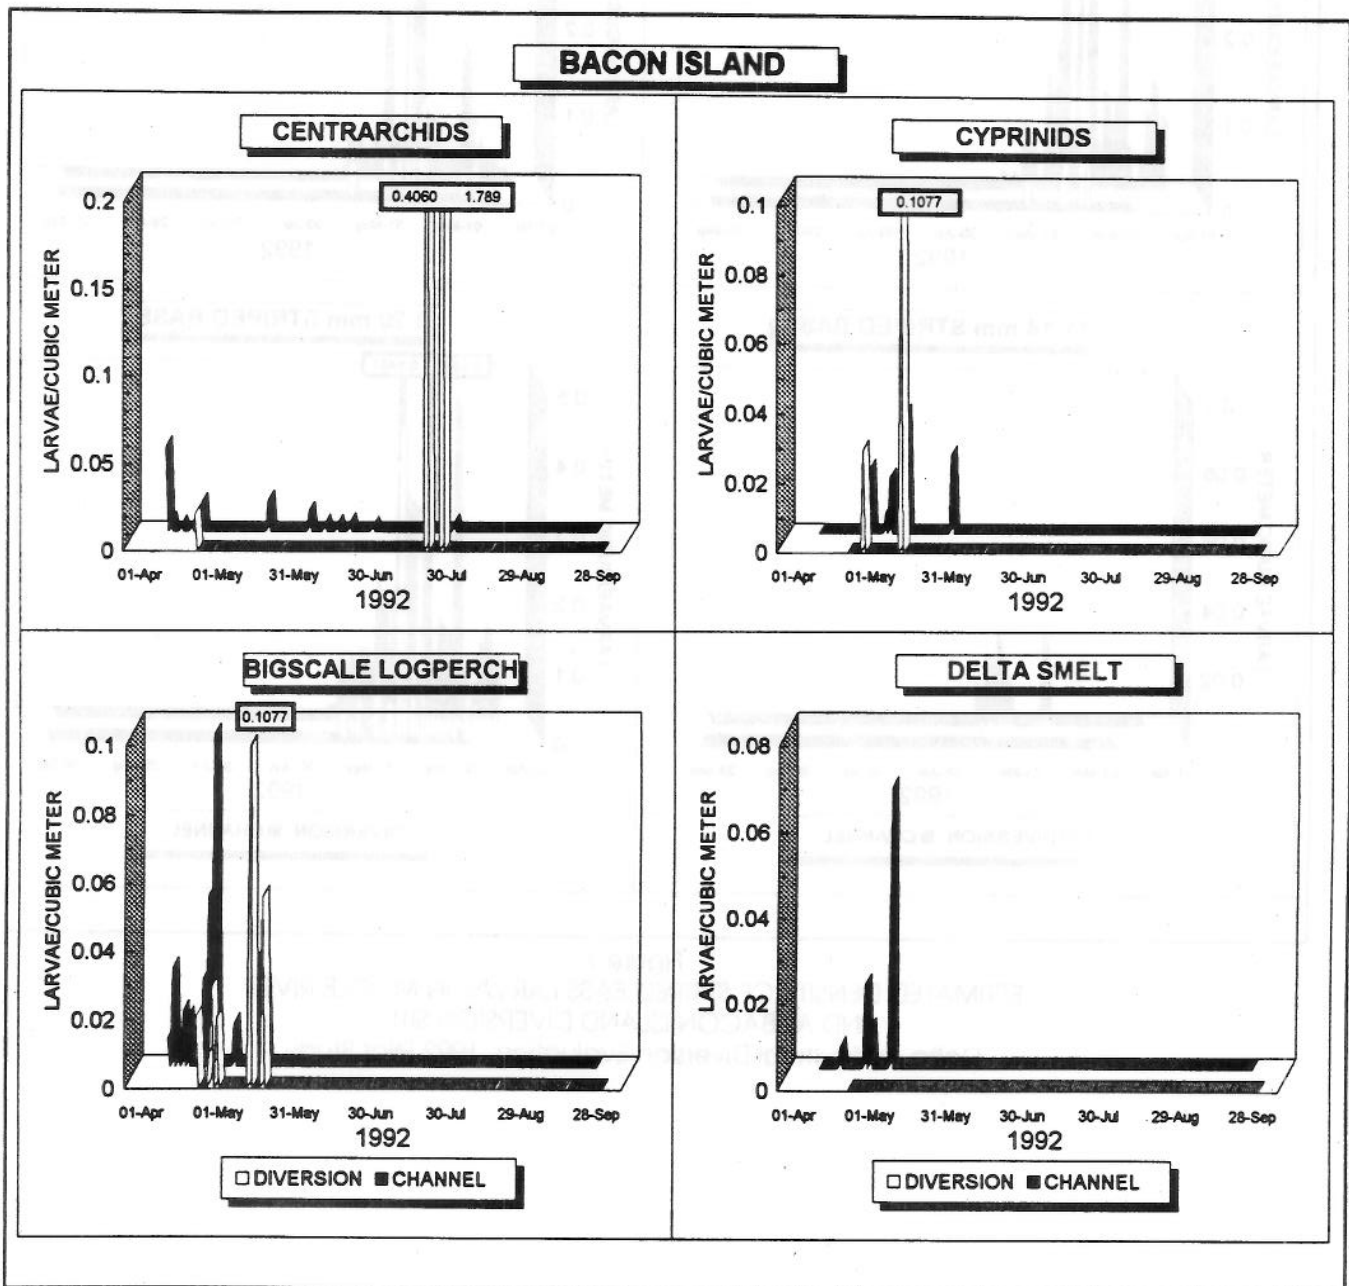 BACON ISLAND
CENTRARCHIDS
0.4060 1.789
LARVAE/CUBIC METER
0.2
0.15
0.1
0.05
0
01-Apr 01-May 31-May 30-Jun 30-Jul 29-Aug 28-Sep
1992
CYPRINIDS
0.1077
LARVAE/CUBIC METER
0.1
0.08
0.06
0.04
0.02
0
01-Apr 01-May 31-May 30-Jun 30-Jul 29-Aug 28-Sep
1992
BIGSCALE LOGPERCH
0.1077
LARVAE/CUBIC METER
0.1
0.08
0.06
0.04
0.02
0
01-Apr 01-May 31-May 30-Jun 30-Jul 29-Aug 28-Sep
1992
DIVERSION CHANNEL
DELTA SMELT
LARVAE/CUBIC METER
0.08
0.06
0.04
0.02
0
01-Apr 01-May 31-May 30-Jun 30-Jul 29-Aug 28-Sep
1992
DIVERSION CHANNEL